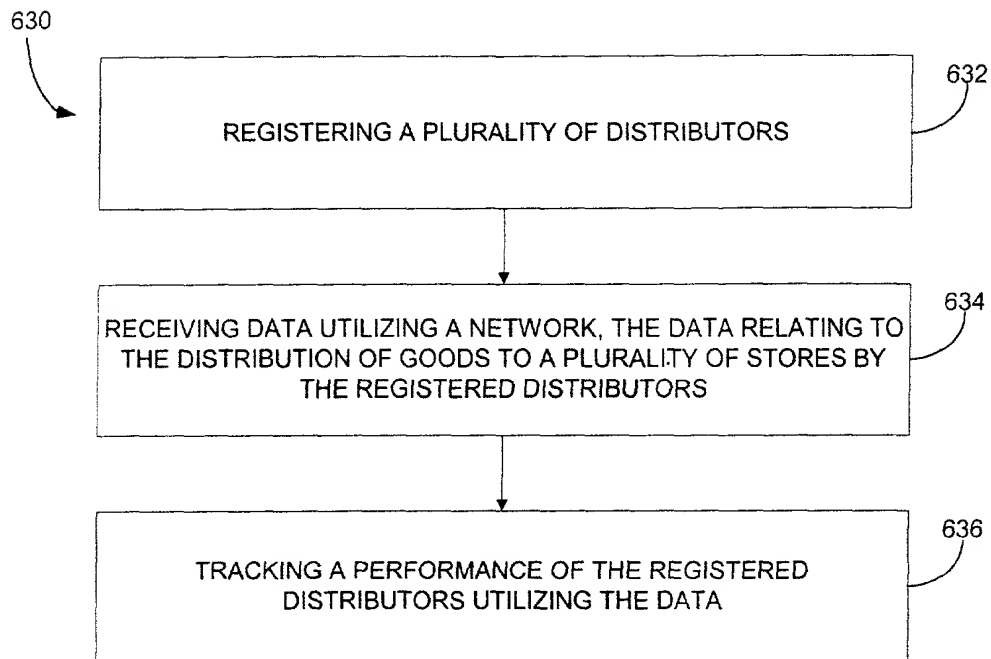 630
632
REGISTERING A PLURALITY OF DISTRIBUTORS
634
RECEIVING DATA UTILIZING A NETWORK, THE DATA RELATING TO
THE DISTRIBUTION OF GOODS TO A PLURALITY OF STORES BY
THE REGISTERED DISTRIBUTORS
636
TRACKING A PERFORMANCE OF THE REGISTERED
DISTRIBUTORS UTILIZING THE DATA